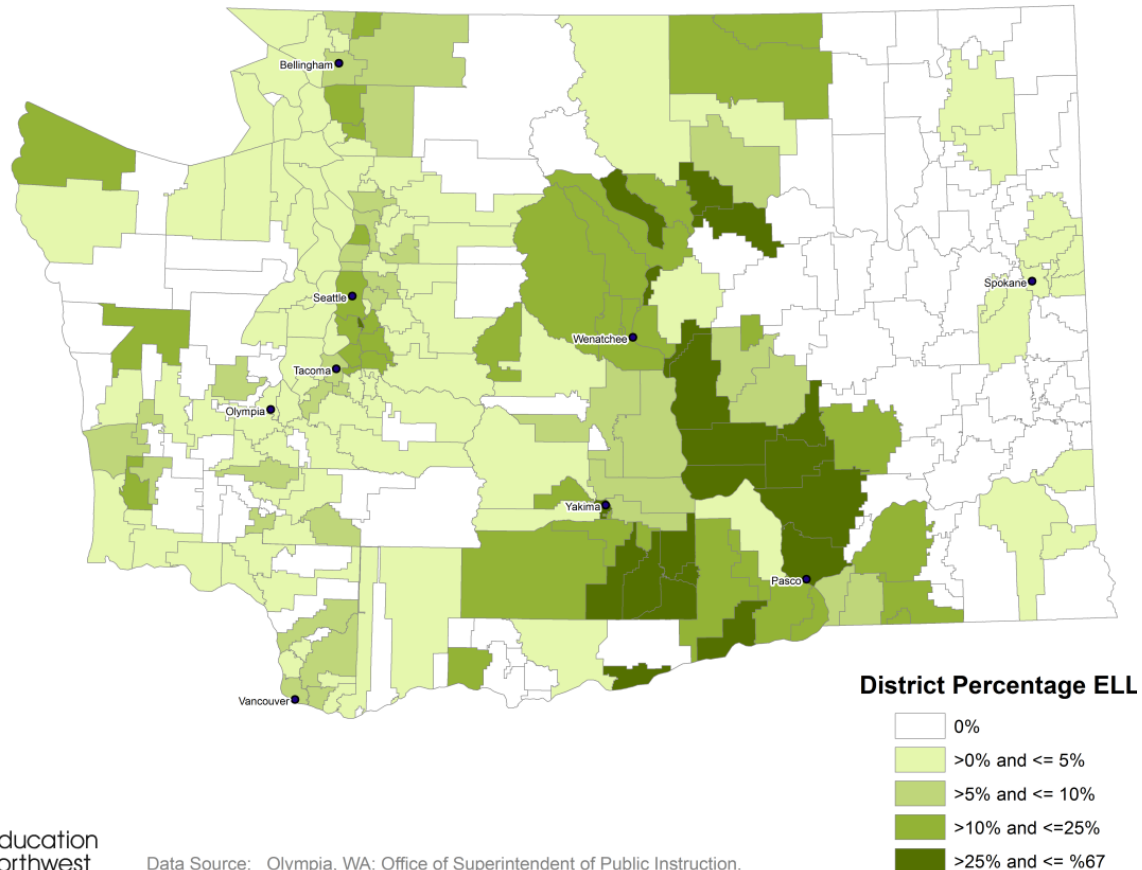 Bellingham
Spokane
Seattle
Wenatchee
Tacoma
Olympia
Yakima
Pasco
Vancouver
District Percentage ELL
0%
>0% and <= 5%
>5% and <= 10%
>10% and <=25%
>25% and <= %67
ducation
orthwest
Data Source: Olympia, WA: Office of Superintendent of Public Instruction.